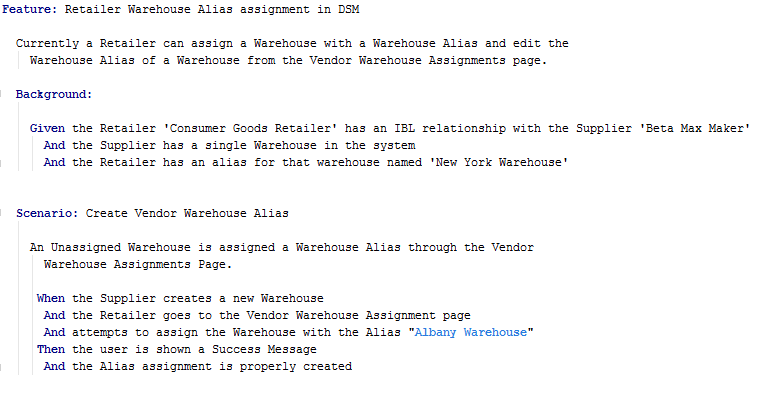 Feature: Retailer Warehouse Alias assignment in DSM
Currently a Retailer can assign a Warehouse with a Warehouse Alias and edit the
Warehouse Alias of a Warehouse from the Vendor Warehouse Assignments page.
Background:
Given the Retailer 'Consumer Goods Retailer' has an IBL relationship with the Supplier 'Beta Max Maker'
And the Supplier has a single Warehouse in the system
And the Retailer has an alias for that warehouse named 'New York Warehouse'
Scenario: Create Vendor Warehouse Alias
An Unassigned Warehouse is assigned a Warehouse Alias through the Vendor
Warehouse Assignments Page.
When the Supplier creates a new Warehouse
And the Retailer goes to the Vendor Warehouse Assignment page
And attempts to assign the Warehouse with the Alias "Albany Warehouse"
Then the user is shown a Success Message
And the Alias assignment is properly created